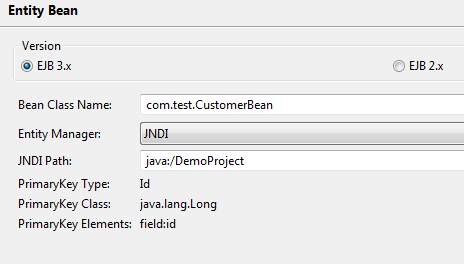 Entity Bean
Version
EJB 3.x EJB 2.x
Bean Class Name: com.test.CustomerBean
Entity Manager: JNDI
JNDI Path: java:/DemoProject
PrimaryKey Type: Id
PrimaryKey Class: java.lang.Long
PrimaryKey Elements: field:id